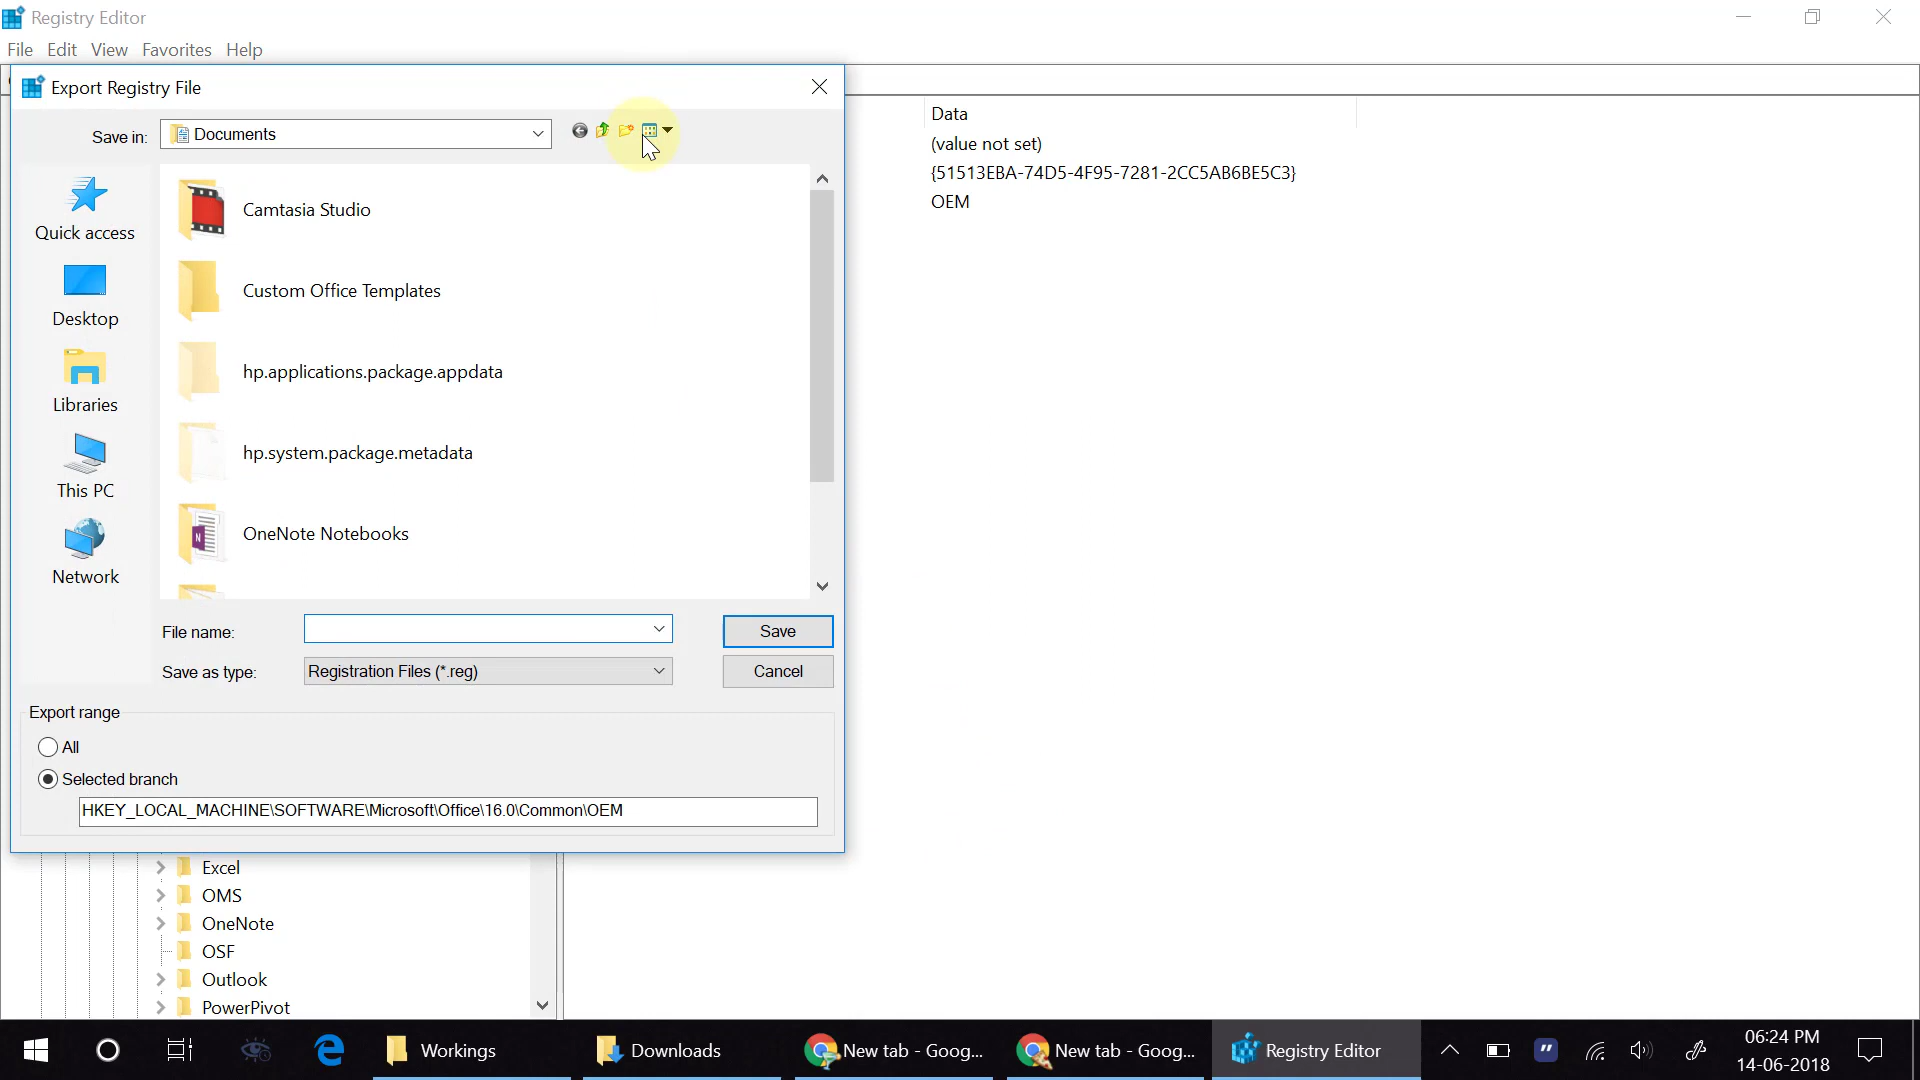 Registry Editor
File Edit View Favorites Help
Export Registry File
Save in: Documents
Data
(value not set)
{51513EBA-74D5-4F95-7281-2CC5AB6BE5C3}
OEM
Quick access
Desktop
Libraries
This PC
Network
Camtasia Studio
Custom Office Templates
hp.applications.package.appdata
hp.system.package.metadata
OneNote Notebooks
File name:
Save
Save as type: Registration Files (*.reg)
Cancel
Export range
All
Selected branch
HKEY_LOCAL_MACHINE\SOFTWARE\Microsoft\Office\16.0\Common\OEM
Excel
OMS
OneNote
OSF
Outlook
PowerPivot
Workings
Downloads
New tab - Goog...
New tab - Goog...
Registry Editor
06:24 PM
14-06-2018